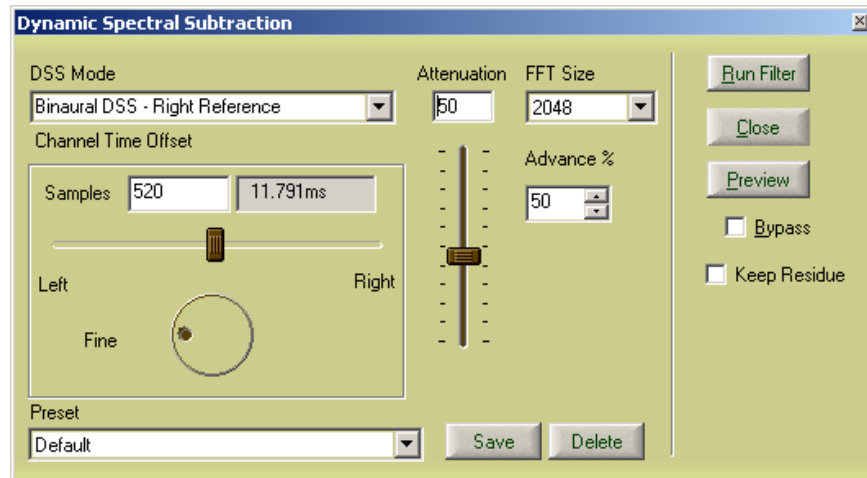 Dynamic Spectral Subtraction
DSS Mode
Binaural DSS - Right Reference
Attenuation
50
FFT Size
2048
Channel Time Offset
Samples
520
11.791ms
Left
Right
Fine
Advance %
50
Preset
Default
Save
Delete
Run Filter
Close
Preview
Bypass
Keep Residue